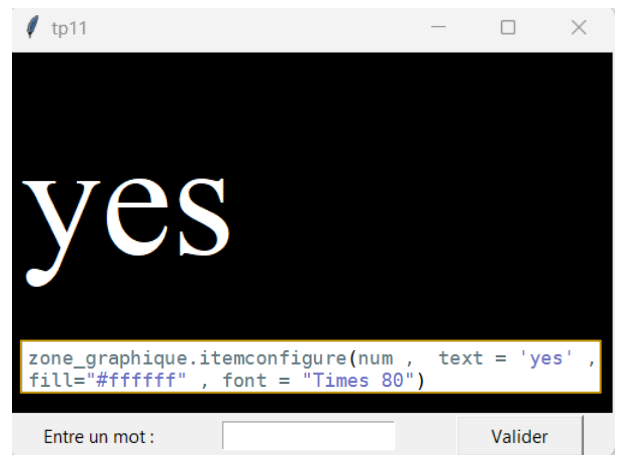 tp11
yes
zone_graphique.itemconfigure(num ,  text = 'yes' ,
fill="#ffffff" , font = "Times 80")
Entre un mot :
Valider